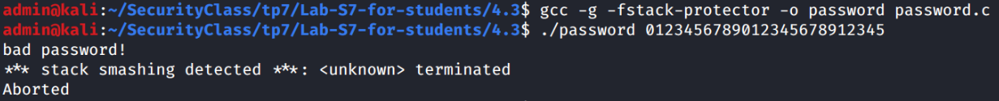 admin@kali:~/SecurityClass/tp7/Lab-S7-for-students/4.3$ gcc -g -fstack-protector -o password password.c
admin@kali:~/SecurityClass/tp7/Lab-S7-for-students/4.3$ ./password 0123456789012345678912345
bad password!
*** stack smashing detected ***: <unknown> terminated
Aborted